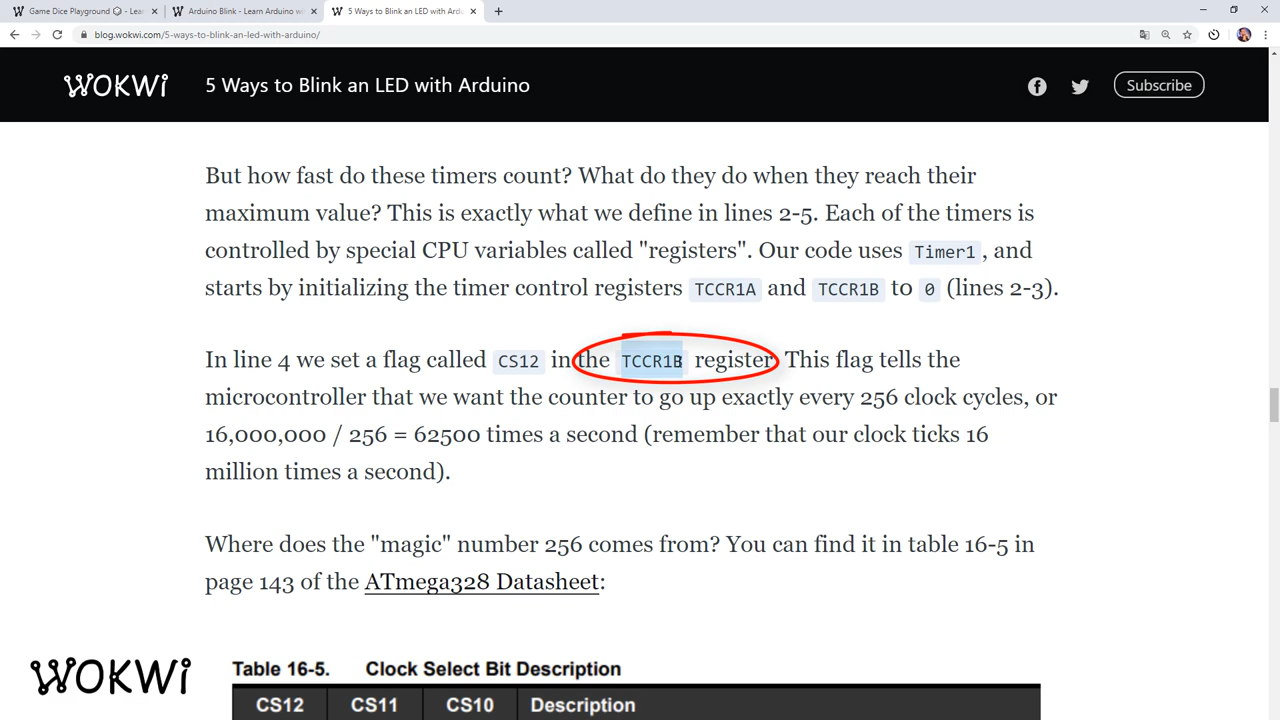 Game Dice Playground 🎲 - Lea
Arduino Blink - Learn Arduino wi
5 Ways to Blink an LED with Ardu
blog.wokwi.com/5-ways-to-blink-an-led-with-arduino/
WOKWi
5 Ways to Blink an LED with Arduino
Subscribe
But how fast do these timers count? What do they do when they reach their
maximum value? This is exactly what we define in lines 2-5. Each of the timers is
controlled by special CPU variables called "registers". Our code uses Timer1, and
starts by initializing the timer control registers TCCR1A and TCCR1B to 0 (lines 2-3).
In line 4 we set a flag called CS12 in the TCCR1B register. This flag tells the
microcontroller that we want the counter to go up exactly every 256 clock cycles, or
16,000,000 / 256 = 62500 times a second (remember that our clock ticks 16
million times a second).
Where does the "magic" number 256 comes from? You can find it in table 16-5 in
page 143 of the ATmega328 Datasheet:
WOKWi
Table 16-5. Clock Select Bit Description
CS12 CS11 CS10 Description